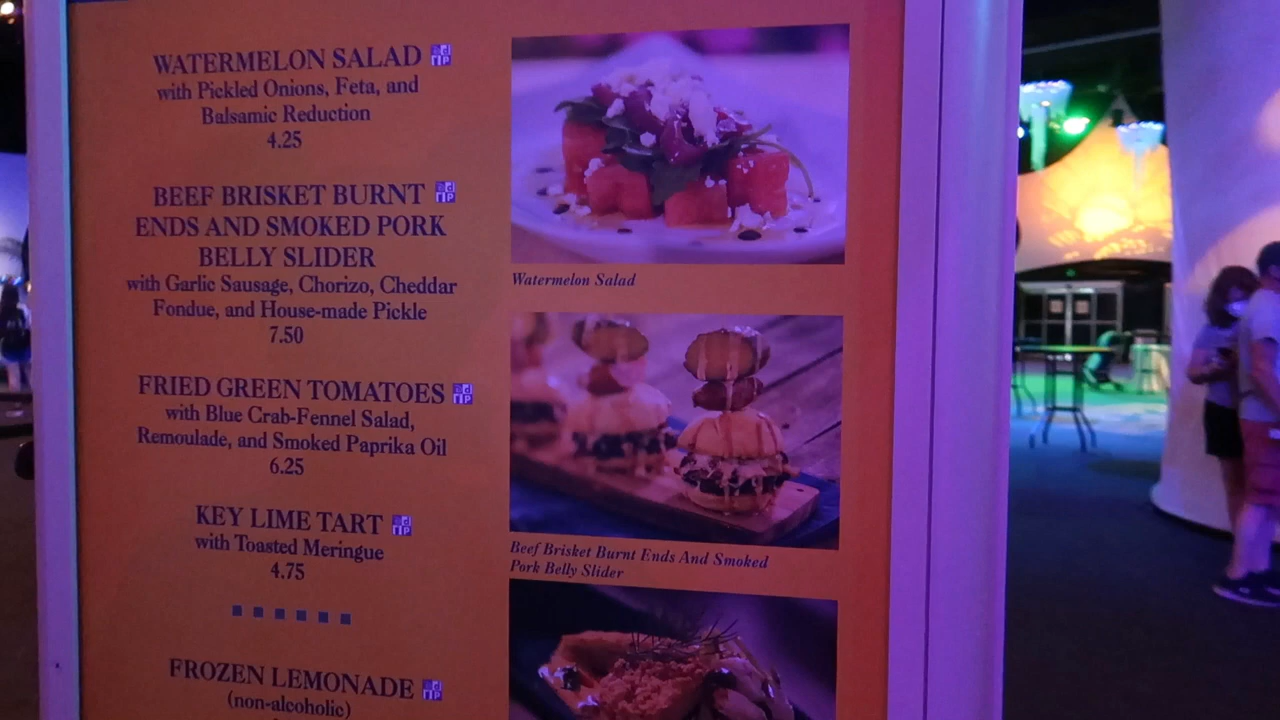 WATERMELON SALAD
with Pickled Onions, Feta, and
Balsamic Reduction
4.25
BEEF BRISKET BURNT
ENDS AND SMOKED PORK
BELLY SLIDER
with Garlic Sausage, Chorizo, Cheddar
Fondue, and House-made Pickle
7.50
FRIED GREEN TOMATOES
with Blue Crab-Fennel Salad,
Remoulade, and Smoked Paprika Oil
6.25
KEY LIME TART
with Toasted Meringue
4.75
FROZEN LEMONADE
(non-alcoholic)
Watermelon Salad
Beef Brisket Burnt Ends And Smoked
Pork Belly Slider